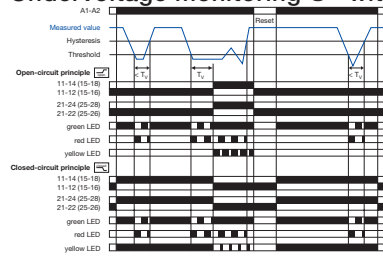 A1-A2
Reset
Measured value
Hysteresis
Threshold
< Tv
Tv
< Tv
Open-circuit principle
11-14 (15-18)
11-12 (15-16)
21-24 (25-28)
21-22 (25-26)
green LED
red LED
yellow LED
Closed-circuit principle
11-14 (15-18)
11-12 (15-16)
21-24 (25-28)
21-22 (25-26)
green LED
red LED
yellow LED